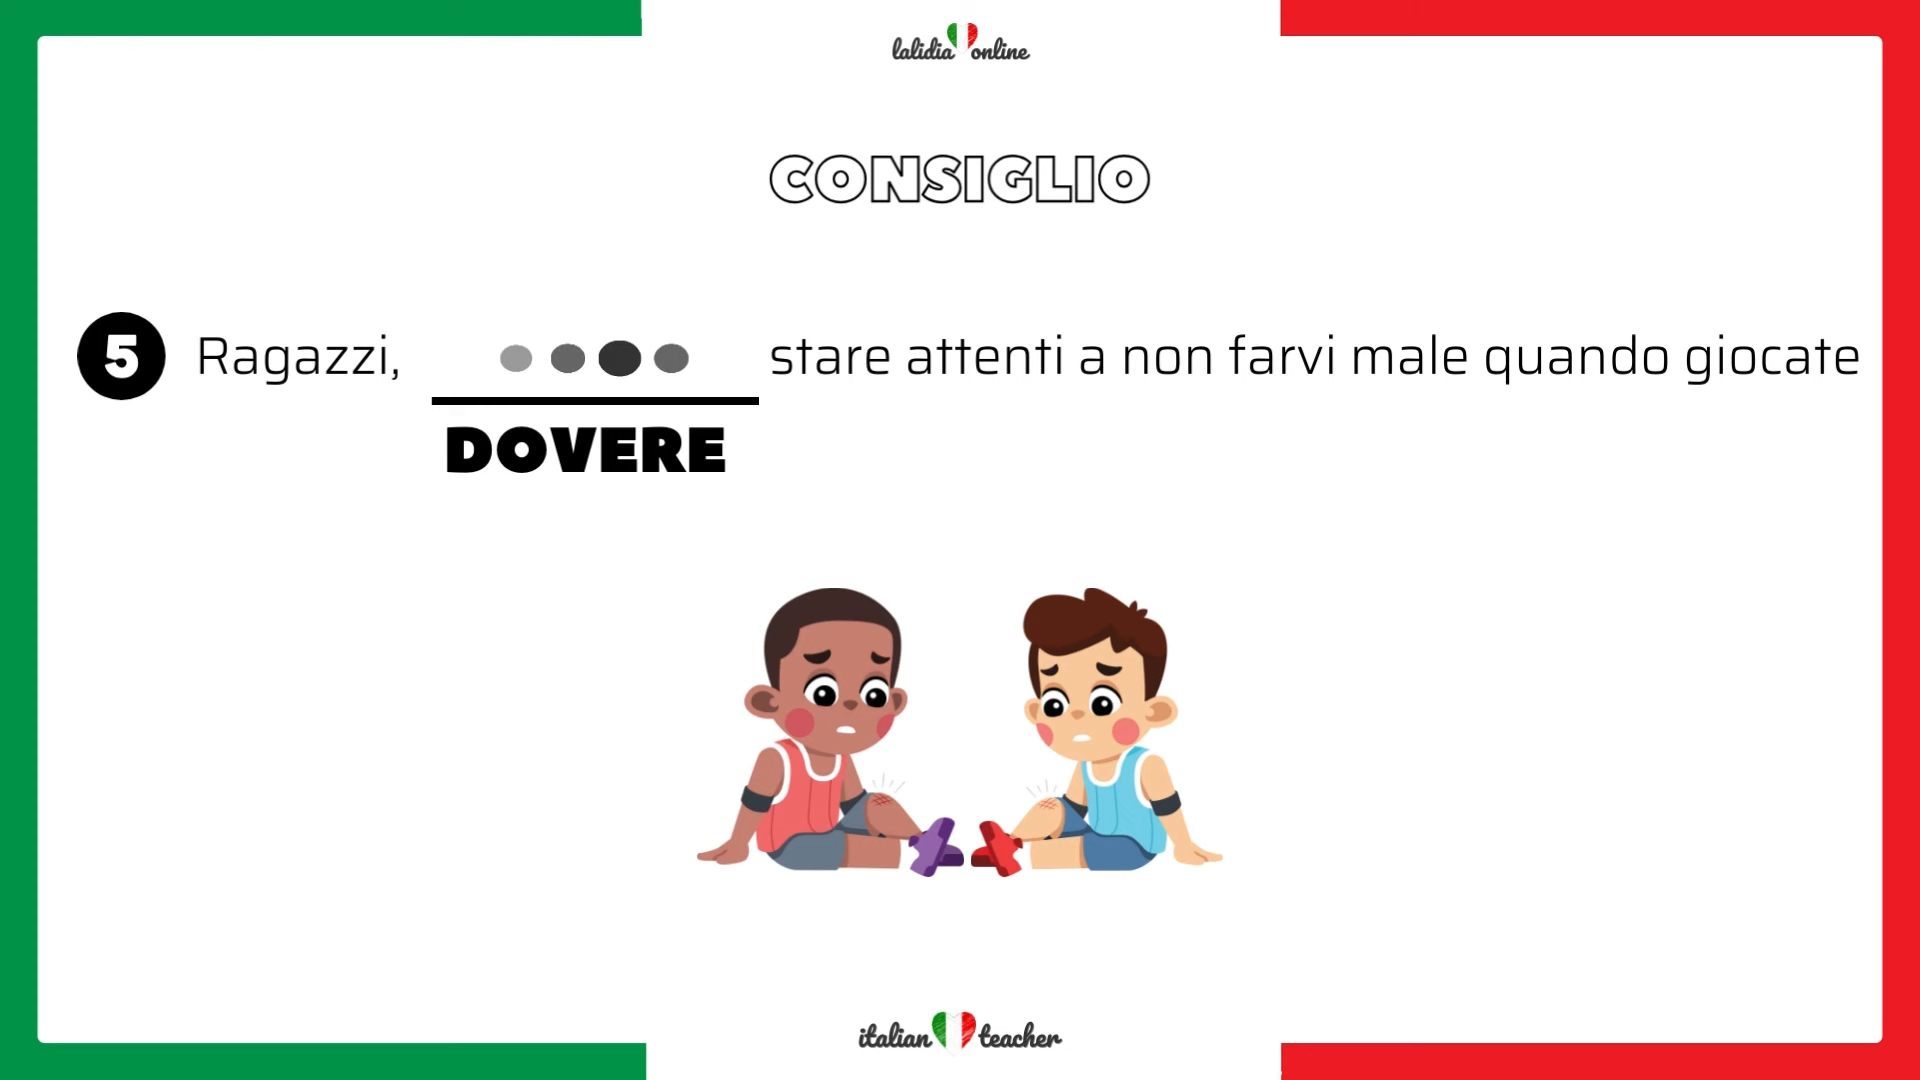 lalidia online
CONSIGLIO
5 Ragazzi, stare attenti a non farvi male quando giocate
DOVERE
italian teacher